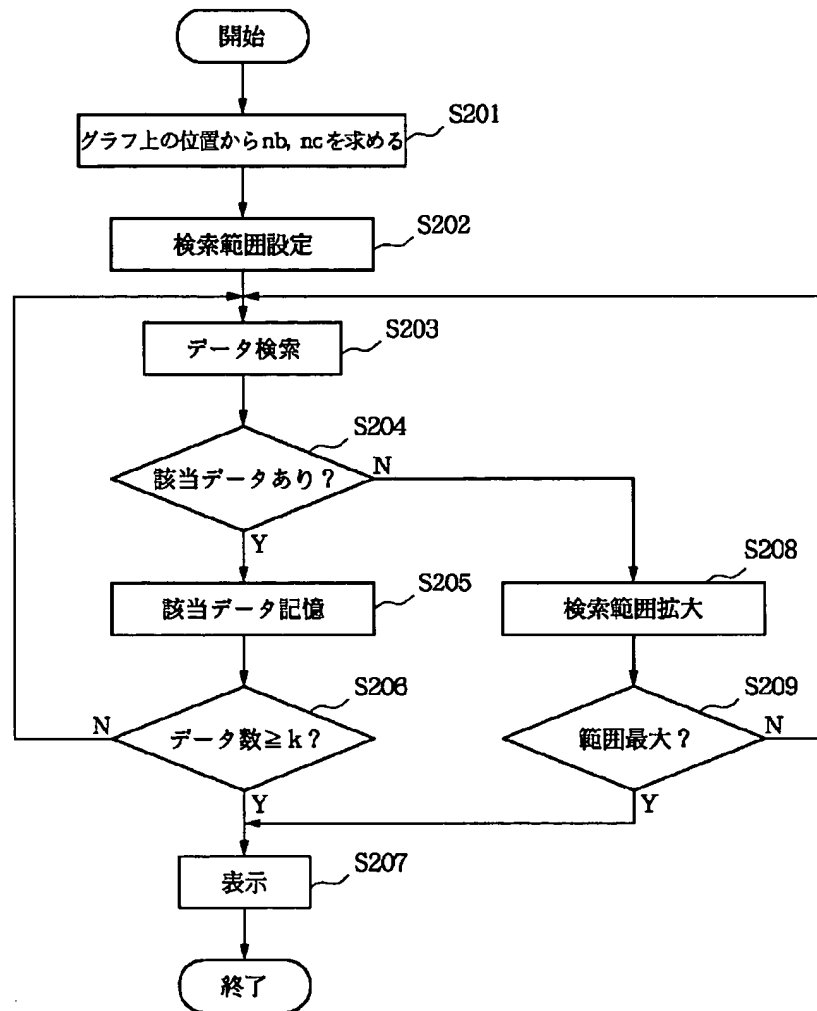 開始
グラフ上の位置からnb, ncを求める
S201
検索範囲設定
S202
データ検索
S203
該当データあり？
S204
N
Y
該当データ記憶
S205
検索範囲拡大
S208
データ数≧k？
S206
N
Y
範囲最大？
S209
N
Y
表示
S207
終了